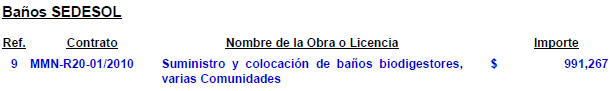 Baños SEDESOL
Ref. Contrato Nombre de la Obra o Licencia Importe
9 MMN-R20-01/2010 Suministro y colocación de baños biodigestores, $ 991,267
varias Comunidades